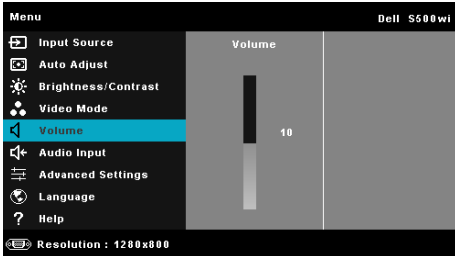 Menu Dell S500wi
Input Source Volume
Auto Adjust
Brightness/Contrast
Video Mode
Volume 10
Audio Input
Advanced Settings
Language
? Help
Resolution : 1280x800